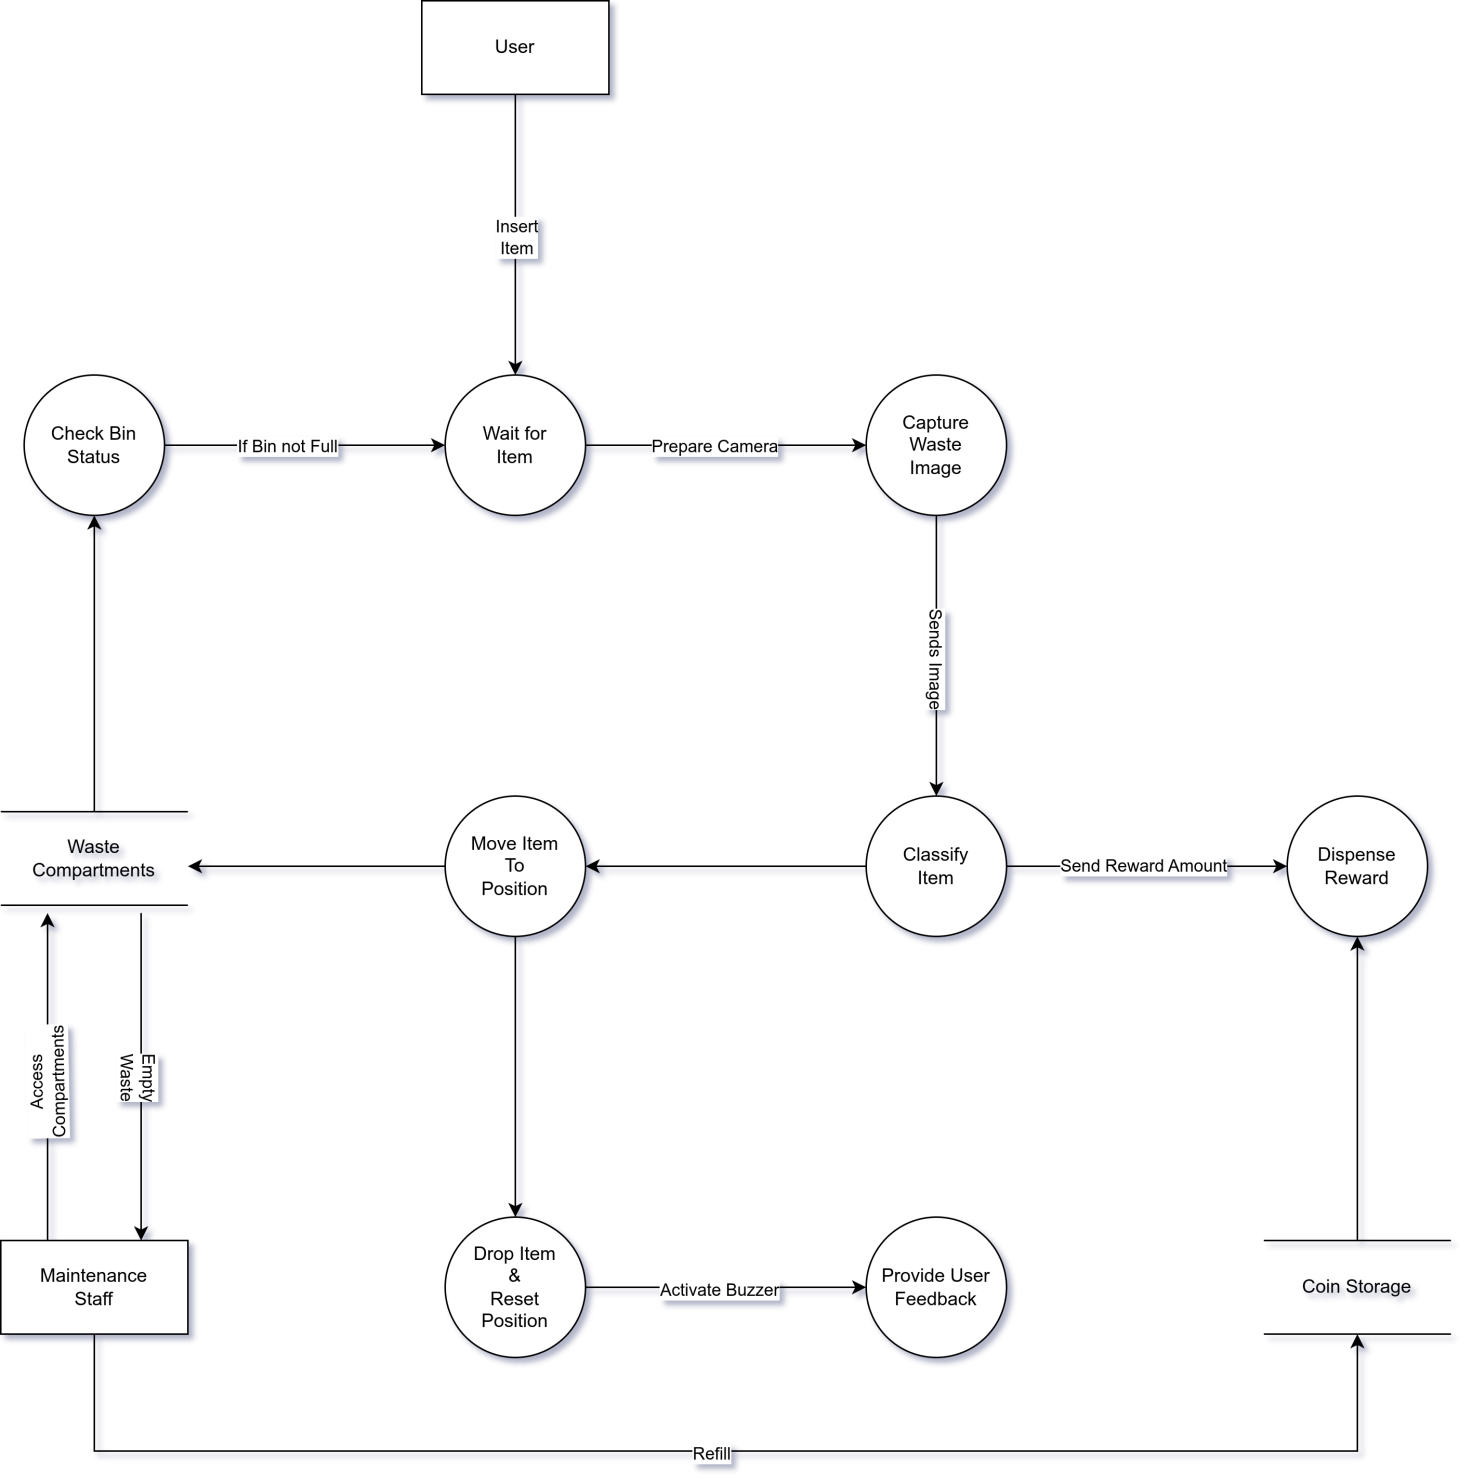 User
Insert
Item
Check Bin
Status
If Bin not Full
Wait for
Item
Prepare Camera
Capture
Waste
Image
Sends Image
Waste
Compartments
Move Item
To
Position
Classify
Item
Send Reward Amount
Dispense
Reward
Access
Compartments
Empty
Waste
Maintenance
Staff
Drop Item
&
Reset
Position
Activate Buzzer
Provide User
Feedback
Coin Storage
Refill